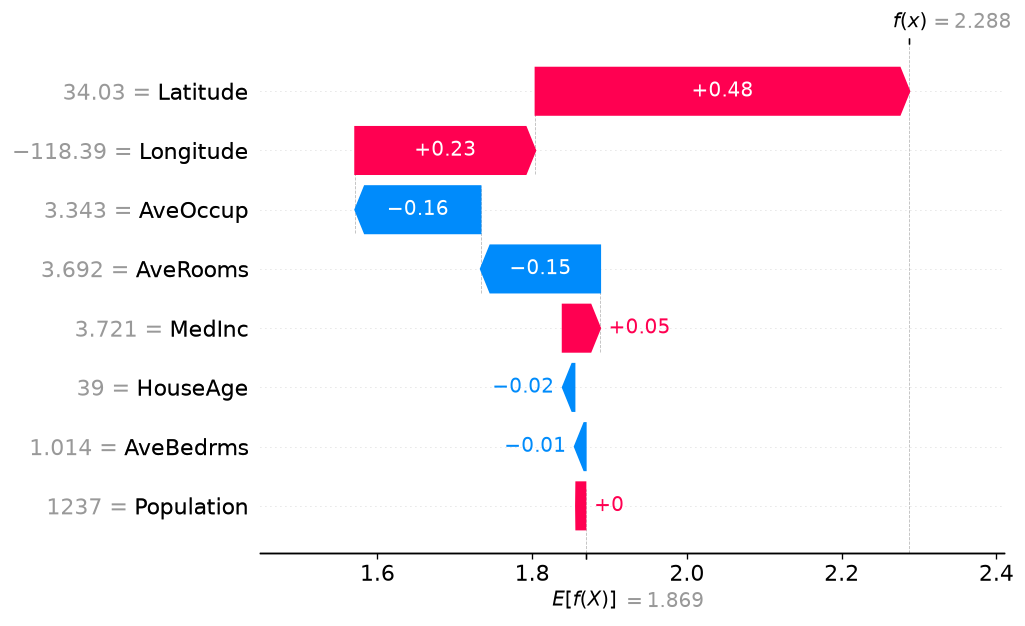 f(x) = 2.288
34.03 = Latitude
+0.48
−118.39 = Longitude
+0.23
3.343 = AveOccup
−0.16
3.692 = AveRooms
−0.15
3.721 = MedInc
+0.05
39 = HouseAge
−0.02
1.014 = AveBedrms
−0.01
1237 = Population
+0
1.6 1.8 2.0 2.2 2.4
E[f(X)] = 1.869